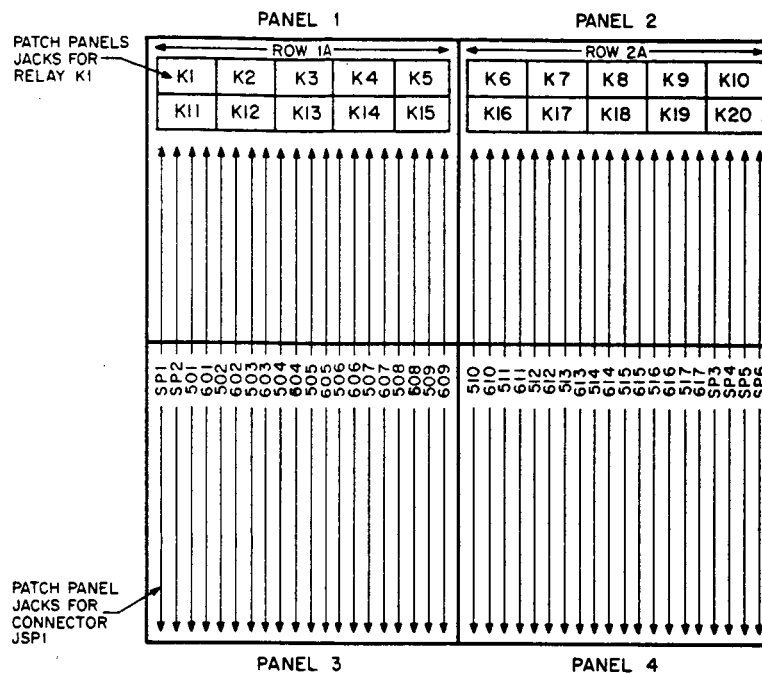 PANEL 1
PANEL 2
PATCH PANELS
JACKS FOR
RELAY K1
ROW 1A
ROW 2A
K1 K2 K3 K4 K5 K6 K7 K8 K9 K10
K11 K12 K13 K14 K15 K16 K17 K18 K19 K20
SP1
SP2
501
601
502
602
503
603
504
604
505
605
506
606
507
607
508
608
509
609
510
610
511
611
512
612
513
613
514
614
515
615
516
616
517
617
SP3
SP4
SP5
SP6
PATCH PANEL
JACKS FOR
CONNECTOR
JSP1
PANEL 3
PANEL 4